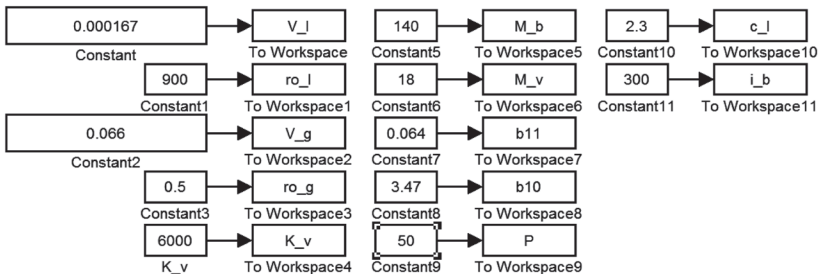 0.000167 V_l 140 M_b 2.3 c_l
Constant To Workspace Constant5 To Workspace5 Constant10 To Workspace10
900 ro_l 18 M_v 300 i_b
Constant1 To Workspace1 Constant6 To Workspace6 Constant11 To Workspace11
0.066 V_g 0.064 b11
Constant2 To Workspace2 Constant7 To Workspace7
0.5 ro_g 3.47 b10
Constant3 To Workspace3 Constant8 To Workspace8
6000 K_v 50 P
K_v To Workspace4 Constant9 To Workspace9